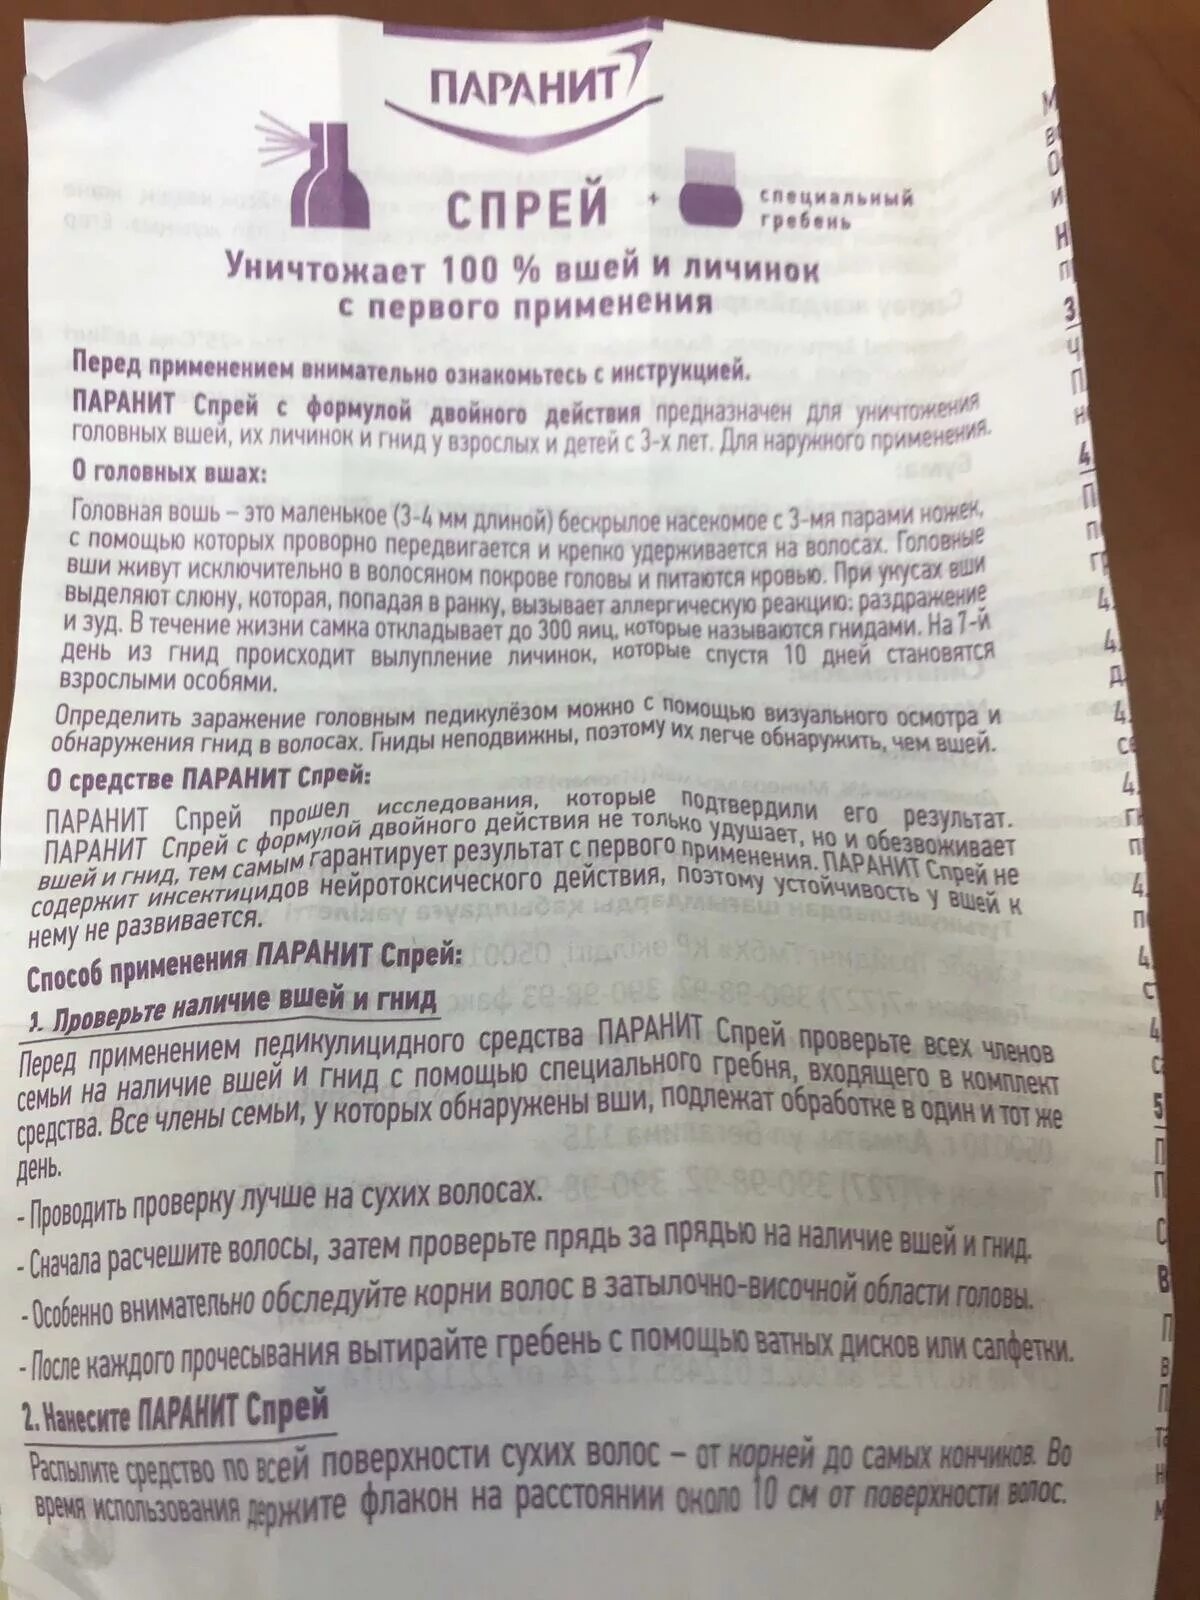 ПАРАНИТ
СПРЕЙ + специальный
гребень
Уничтожает 100 % вшей и личинок
с первого применения
Перед применением внимательно ознакомьтесь с инструкцией.
ПАРАНИТ Спрей с формулой двойного действия предназначен для уничтожения
головных вшей, их личинок и гнид у взрослых и детей с 3-х лет. Для наружного применения.
О головных вшах:
Головная вошь – это маленькое (3-4 мм длиной) бескрылое насекомое с 3-мя парами ножек,
с помощью которых проворно передвигается и крепко удерживается на волосах. Головные
вши живут исключительно в волосяном покрове головы и питаются кровью. При укусах вши
выделяют слюну, которая, попадая в ранку, вызывает аллергическую реакцию: раздражение
и зуд. В течение жизни самка откладывает до 300 яиц, которые называются гнидами. На 7-й
день из гнид происходит вылупление личинок, которые спустя 10 дней становятся
взрослыми особями.
Определить заражение головным педикулёзом можно с помощью визуального осмотра и
обнаружения гнид в волосах. Гниды неподвижны, поэтому их легче обнаружить, чем вшей.
О средстве ПАРАНИТ Спрей:
ПАРАНИТ Спрей прошел исследования, которые подтвердили его результат.
ПАРАНИТ Спрей с формулой двойного действия не только удушает, но и обезвоживает
вшей и гнид, тем самым гарантирует результат с первого применения. ПАРАНИТ Спрей не
содержит инсектицидов нейротоксического действия, поэтому устойчивость у вшей к
нему не развивается.
Способ применения ПАРАНИТ Спрей:
1. Проверьте наличие вшей и гнид
Перед применением педикулицидного средства ПАРАНИТ Спрей проверьте всех членов
семьи на наличие вшей и гнид с помощью специального гребня, входящего в комплект
средства. Все члены семьи, у которых обнаружены вши, подлежат обработке в один и тот же
день.
- Проводить проверку лучше на сухих волосах.
- Сначала расчешите волосы, затем проверьте прядь за прядью на наличие вшей и гнид.
- Особенно внимательно обследуйте корни волос в затылочно-височной области головы.
- После каждого прочесывания вытирайте гребень с помощью ватных дисков или салфетки.
2. Нанесите ПАРАНИТ Спрей
Распылите средство по всей поверхности сухих волос – от корней до самых кончиков. Во
время использования держите флакон на расстоянии около 10 см от поверхности волос.